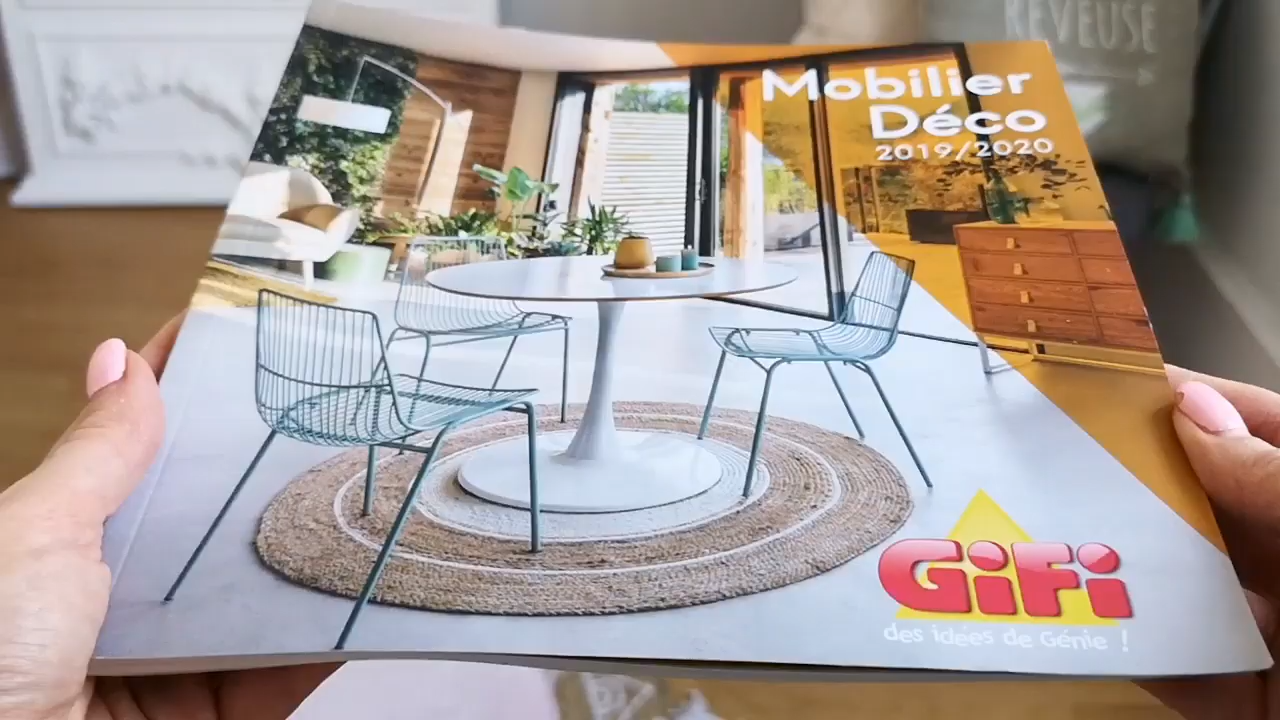 RÊVEUSE
Mobilier
Déco
2019/2020
GiFi
des idées de Génie !